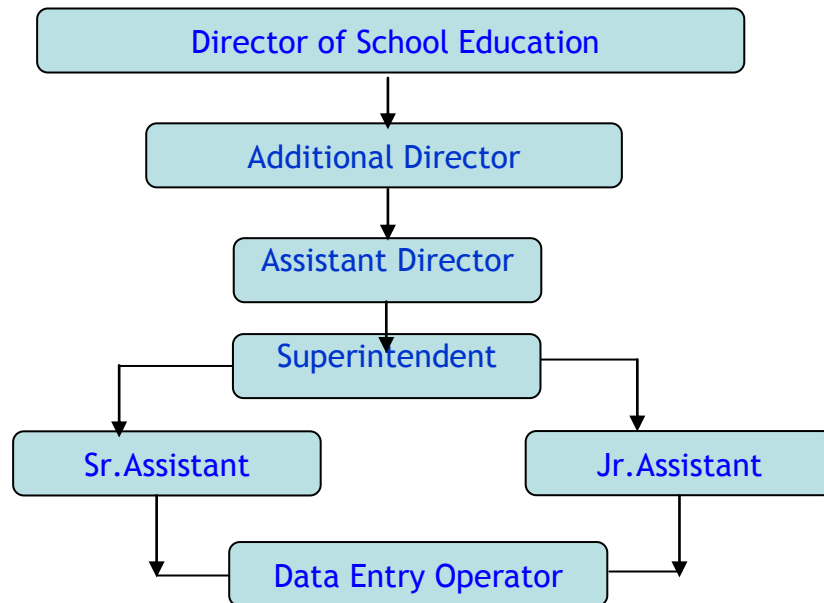 Director of School Education
Additional Director
Assistant Director
Superintendent
Sr.Assistant
Jr.Assistant
Data Entry Operator